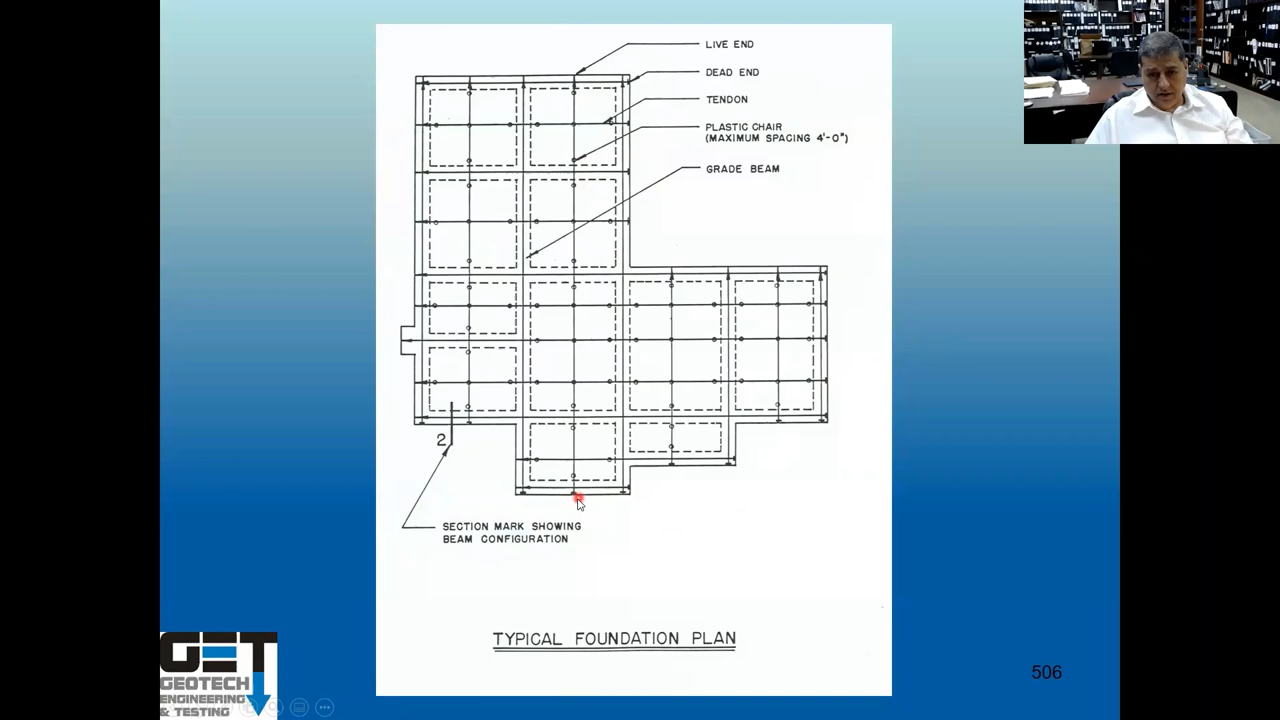 LIVE END
DEAD END
TENDON
PLASTIC CHAIR
(MAXIMUM SPACING 4'-0")
GRADE BEAM
2
SECTION MARK SHOWING
BEAM CONFIGURATION
TYPICAL FOUNDATION PLAN
506
GET
GEOTECH
ENGINEERING
& TESTING